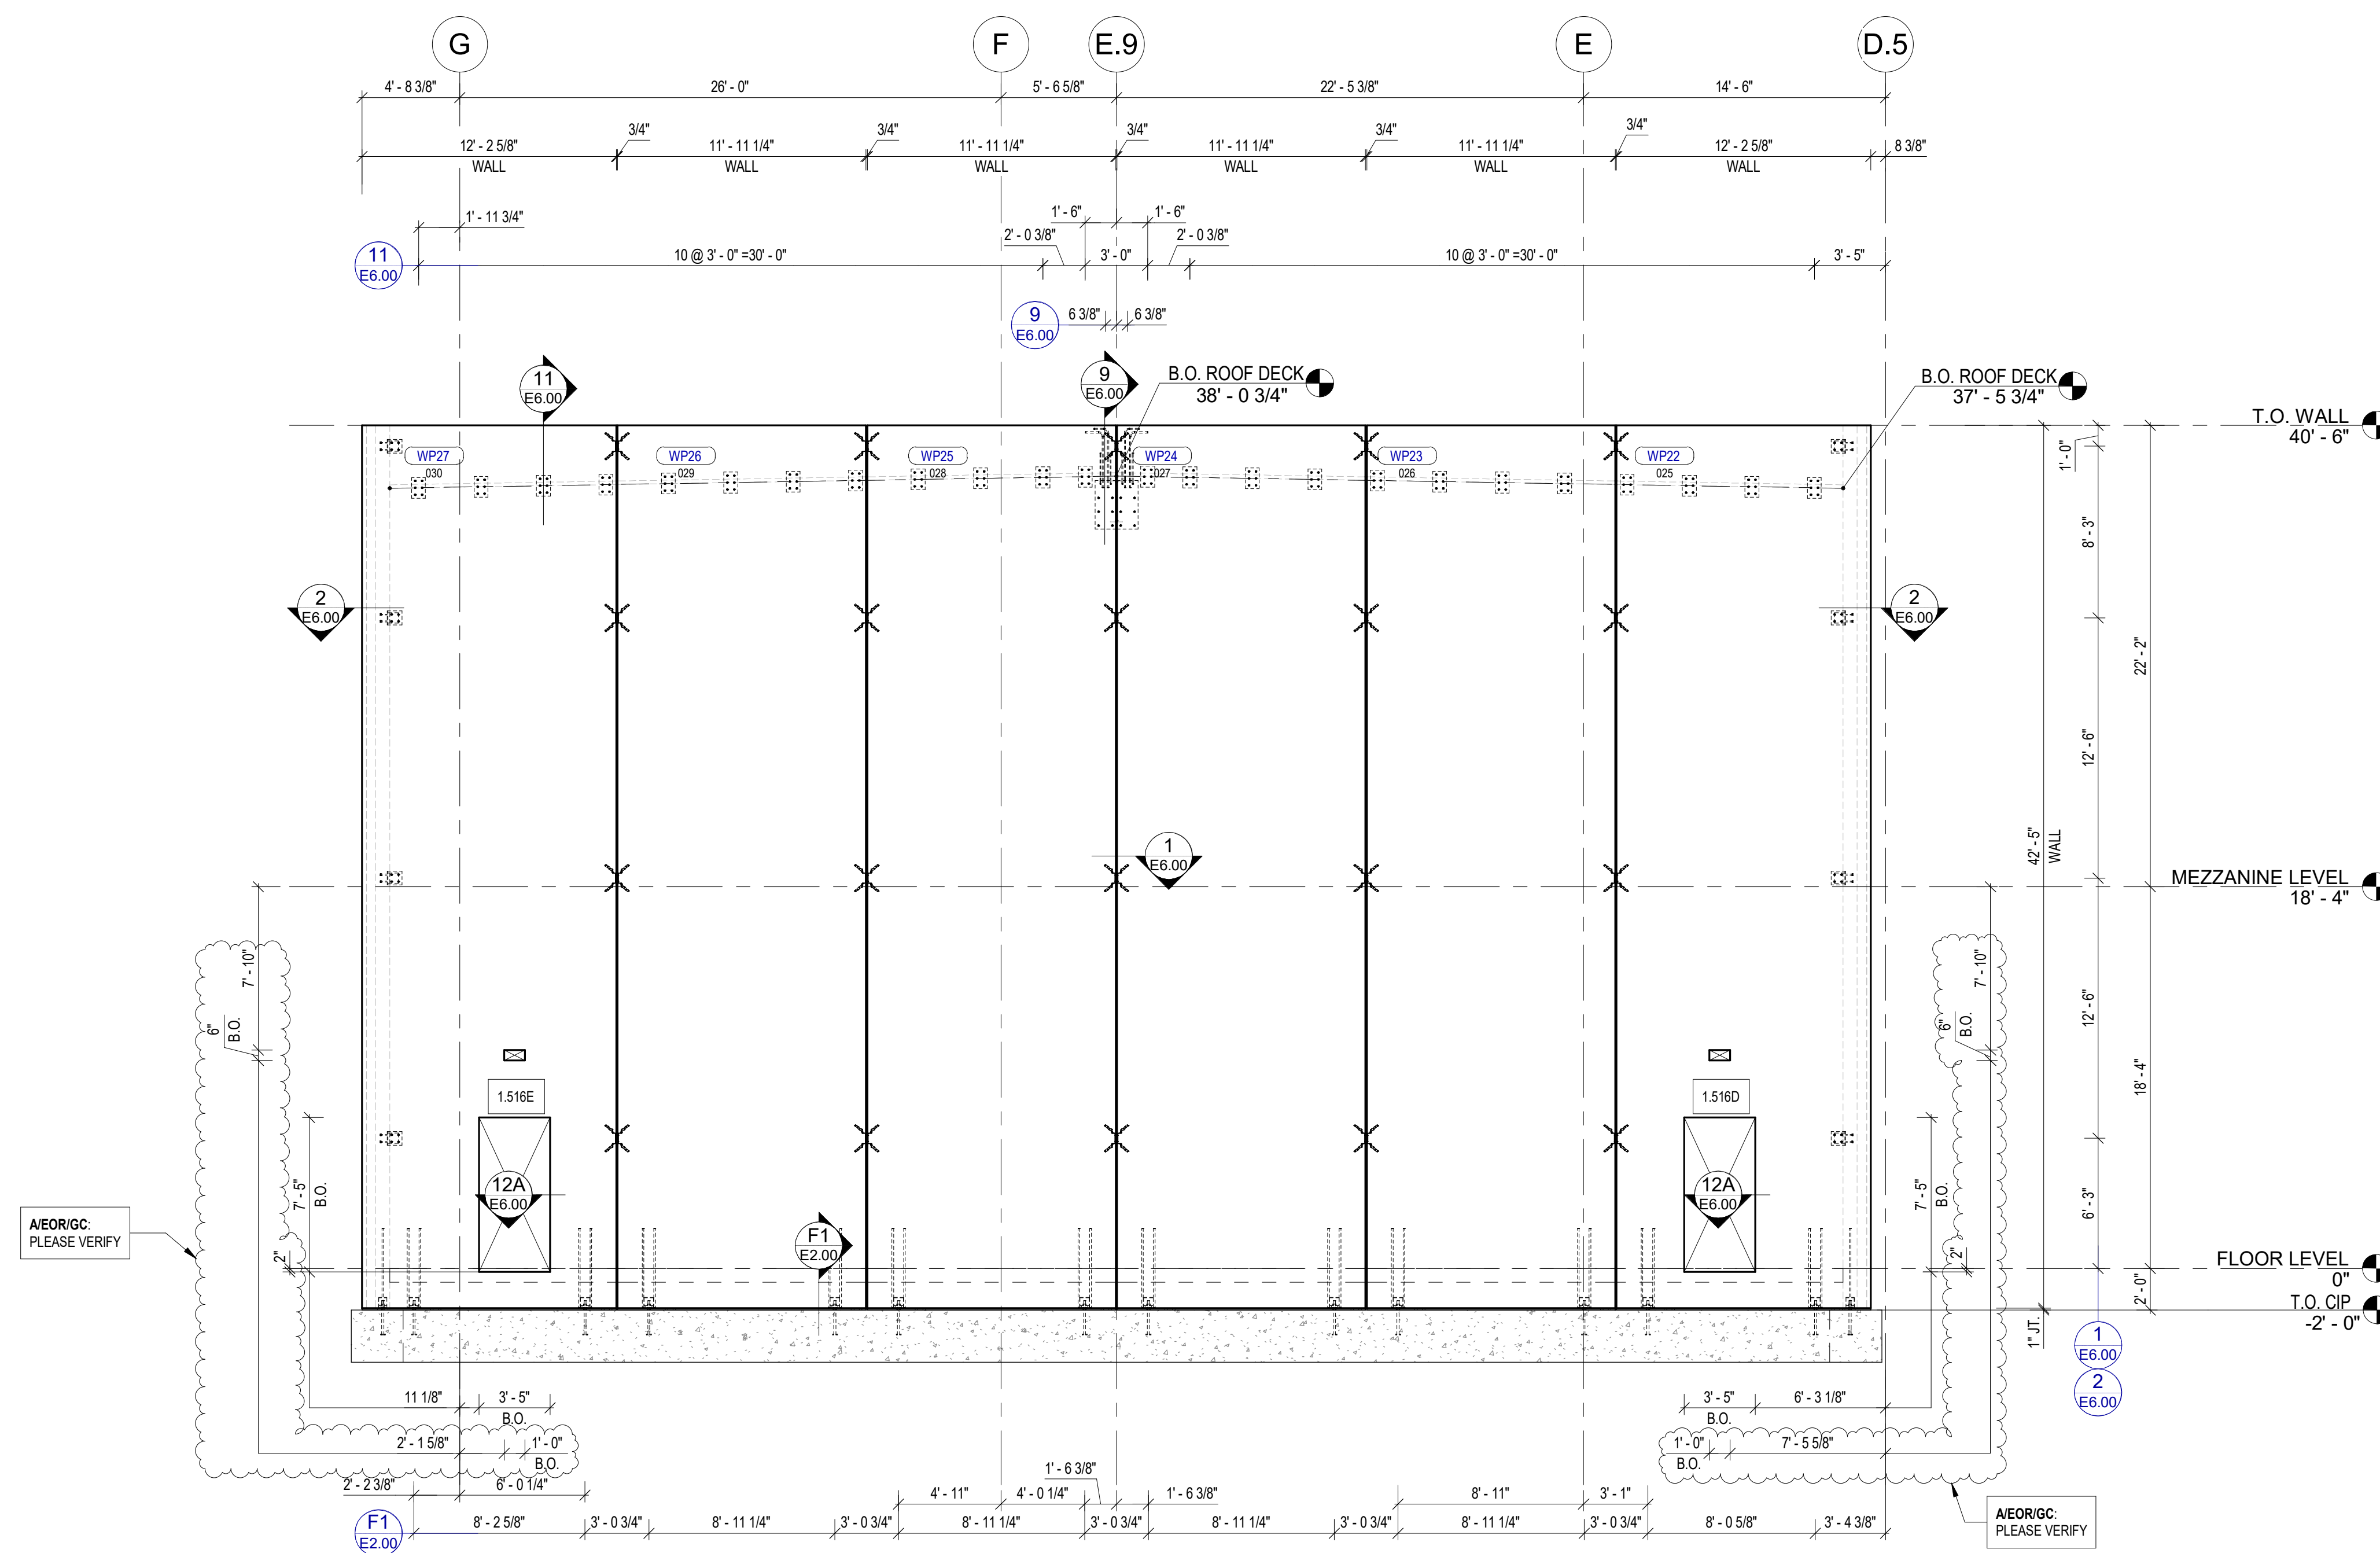 G
F
E.9
E
D.5
4' - 8 3/8"
26' - 0"
5' - 6 5/8"
22' - 5 3/8"
14' - 6"
3/4"
3/4"
3/4"
3/4"
3/4"
12' - 2 5/8"
WALL
11' - 11 1/4"
WALL
11' - 11 1/4"
WALL
11' - 11 1/4"
WALL
11' - 11 1/4"
WALL
12' - 2 5/8"
WALL
8 3/8"
1' - 11 3/4"
1' - 6"
1' - 6"
2' - 0 3/8"
2' - 0 3/8"
11
E6.00
10 @ 3' - 0" =30' - 0"
3' - 0"
10 @ 3' - 0" =30' - 0"
3' - 5"
9
E6.00
6 3/8"
6 3/8"
11
E6.00
9
E6.00
B.O. ROOF DECK
38' - 0 3/4"
B.O. ROOF DECK
37' - 5 3/4"
T.O. WALL
40' - 6"
WP27
030
WP26
029
WP25
028
WP24
027
WP23
026
WP22
025
1' - 0"
8' - 3"
2
E6.00
2
E6.00
22' - 2"
12' - 6"
1
E6.00
42' - 5"
WALL
MEZZANINE LEVEL
18' - 4"
7' - 10"
6"
B.O.
7' - 10"
6"
B.O.
12' - 6"
18' - 4"
1.516E
1.516D
12A
E6.00
12A
E6.00
7' - 5"
B.O.
2"
7' - 5"
B.O.
2"
6' - 3"
A/EOR/GC:
PLEASE VERIFY
F1
E2.00
FLOOR LEVEL
0"
2' - 0"
T.O. CIP
-2' - 0"
1" JT.
1
E6.00
2
E6.00
11 1/8"
3' - 5"
B.O.
3' - 5"
B.O.
6' - 3 1/8"
2' - 1 5/8"
1' - 0"
B.O.
1' - 0"
B.O.
7' - 5 5/8"
2' - 2 3/8"
6' - 0 1/4"
1' - 6 3/8"
4' - 11"
4' - 0 1/4"
1' - 6 3/8"
8' - 11"
3' - 1"
F1
E2.00
8' - 2 5/8"
3' - 0 3/4"
8' - 11 1/4"
3' - 0 3/4"
8' - 11 1/4"
3' - 0 3/4"
8' - 11 1/4"
3' - 0 3/4"
8' - 11 1/4"
3' - 0 3/4"
8' - 0 5/8"
3' - 4 3/8"
A/EOR/GC:
PLEASE VERIFY